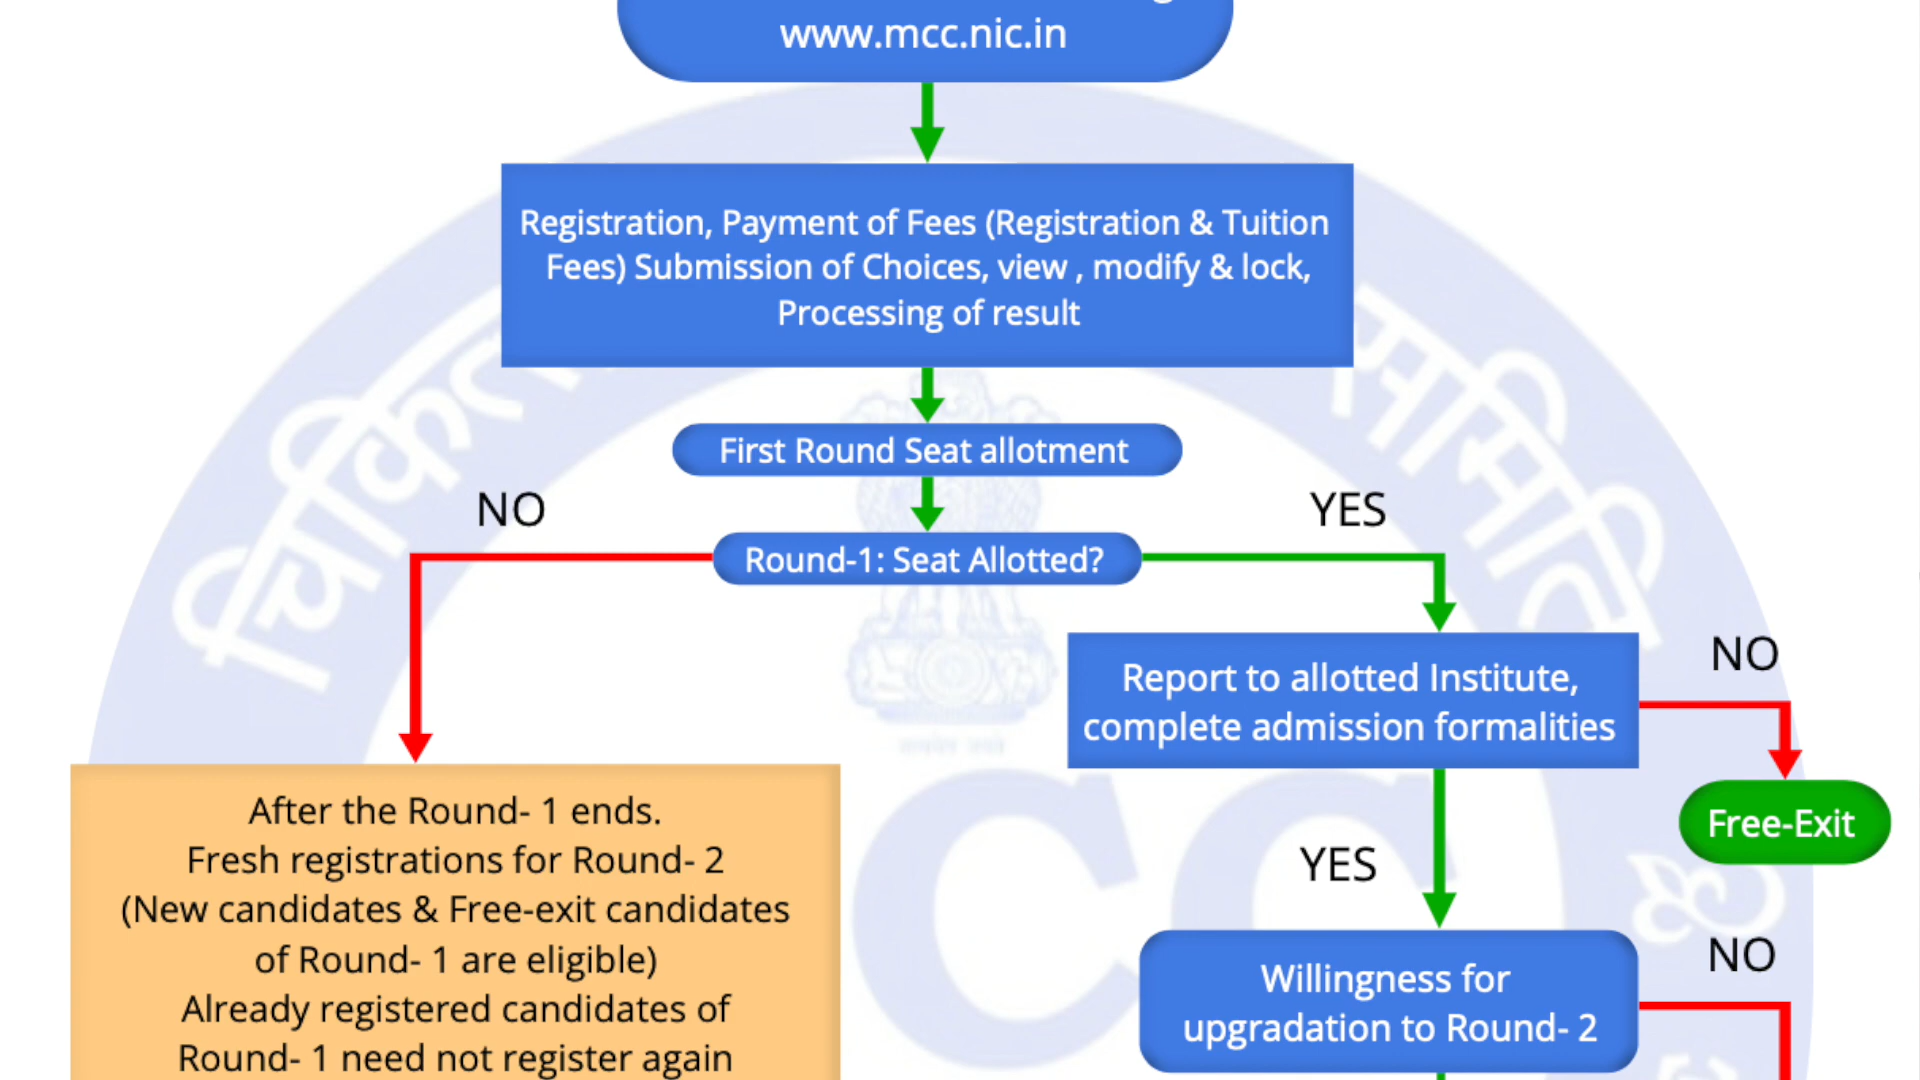 www.mcc.nic.in
Registration, Payment of Fees (Registration & Tuition
Fees) Submission of Choices, view , modify & lock,
Processing of result
First Round Seat allotment
NO
YES
Round-1: Seat Allotted?
Report to allotted Institute,
complete admission formalities
NO
Free-Exit
YES
After the Round- 1 ends.
Fresh registrations for Round- 2
(New candidates & Free-exit candidates
of Round- 1 are eligible)
Already registered candidates of
Round- 1 need not register again
Willingness for
upgradation to Round- 2
NO
समिति
CC